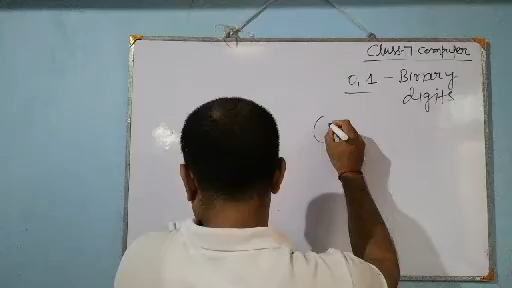 Class-7 computer
0, 1 - Binary
digits
(